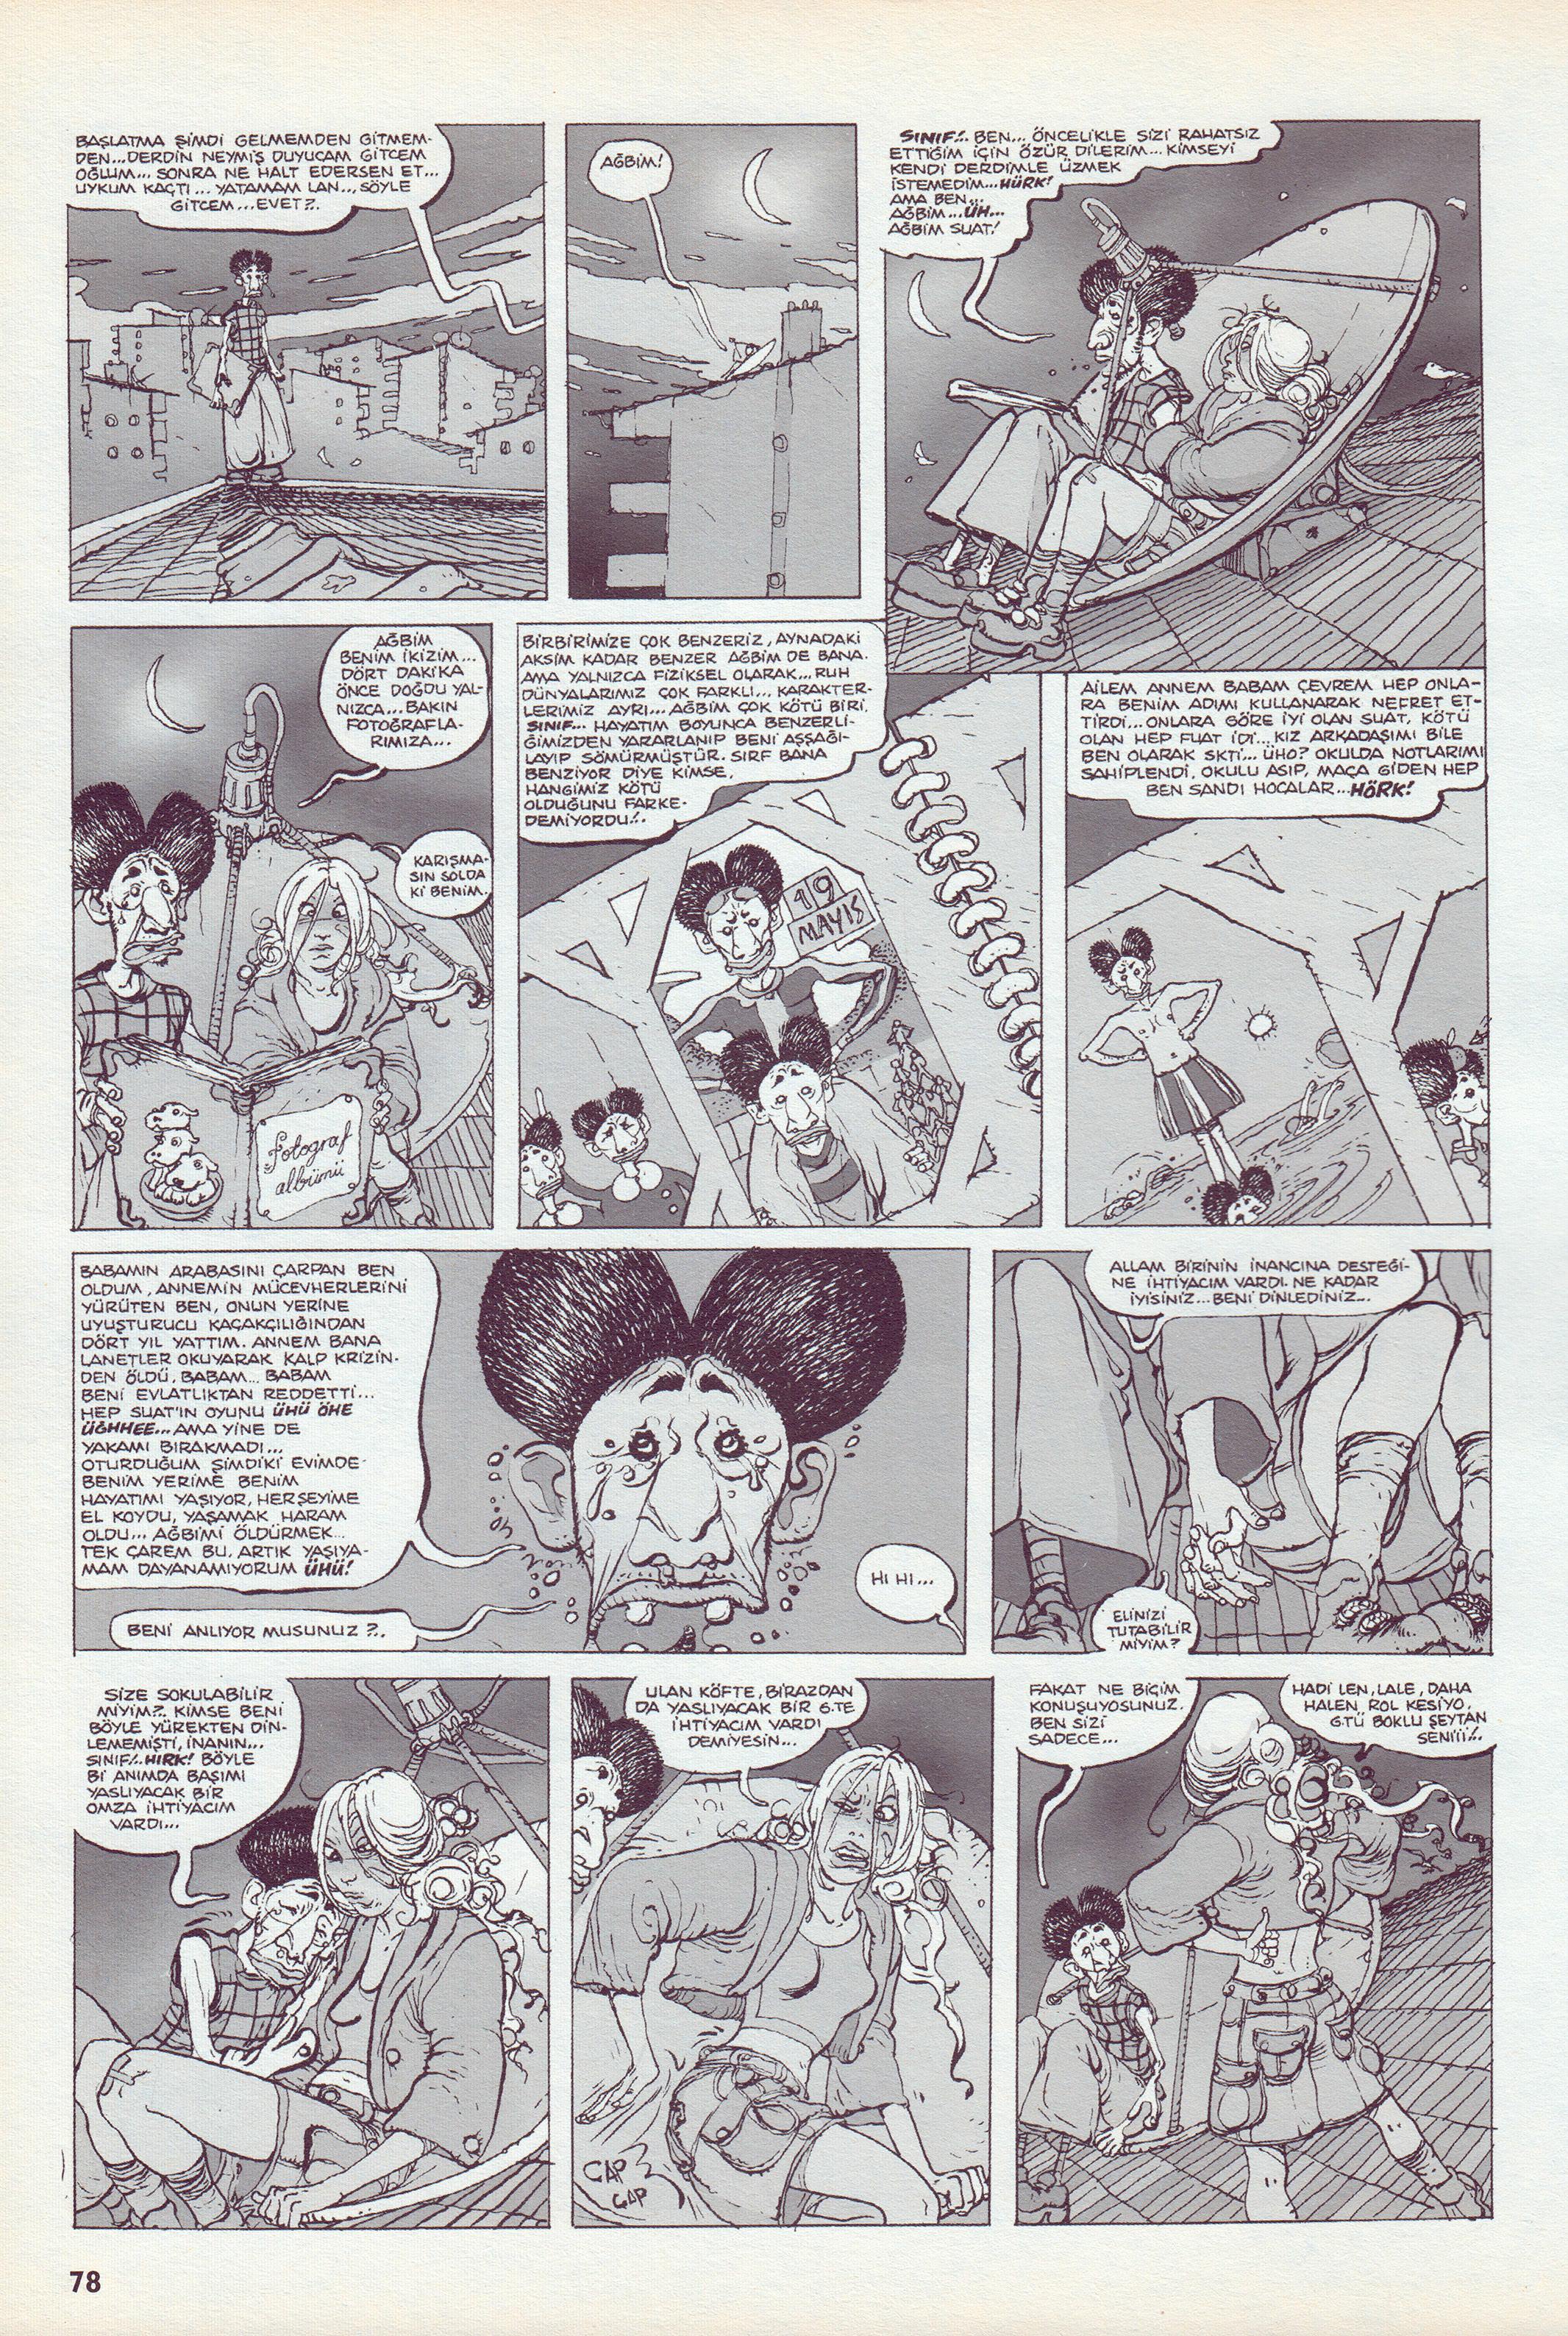 BAŞLATMA ŞİMDİ GELMEMDEN GİTMEM-
DEN...DERDİN NEYMİŞ DUYUCAM GİTCEM
OĞLUM... SONRA NE HALT EDERSEN ET...
UYKUM KAÇTI... YATAMAM LAN... SÖYLE
GİTCEM...EVET?.
AĞBİM!
SINIF!.. BEN... ÖNCELİKLE SİZİ RAHATSIZ
ETTİĞİM İÇİN ÖZÜR DİLERİM... KİMSEYİ
KENDİ DERDİMLE ÜZMEK
İSTEMEDİM...HÜRK!
AMA BEN...
AĞBİM...ÜH...
AĞBİM SUAT!
AĞBİM
BENİM İKİZİM...
DÖRT DAKİKA
ÖNCE DOĞDU YAL-
NIZCA...BAKIN
FOTOĞRAFLA-
RIMIZA...
KARIŞMA-
SIN SOLDA
Kİ BENİM.
fotograf
albümü
BİRBİRİMİZE ÇOK BENZERİZ, AYNADAKİ
AKSİM KADAR BENZER AĞBİM DE BANA.
AMA YALNIZCA FİZİKSEL OLARAK... RUH
DÜNYALARIMIZ ÇOK FARKLI... KARAKTER-
LERİMİZ AYRI... AĞBİM ÇOK KÖTÜ BİRİ.
SINIF... HAYATIM BOYUNCA BENZERLİ-
ĞİMİZDEN YARARLANIP BENİ AŞŞAĞI-
LAYIP SÖMÜRMÜŞTÜR. SIRF BANA
BENZİYOR DİYE KİMSE,
HANGİMİZ KÖTÜ
OLDUĞUNU FARKE-
DEMİYORDU!..
19
MAYIS
AİLEM ANNEM BABAM ÇEVREM HEP ONLA-
RA BENİM ADIMI KULLANARAK NEFRET ET-
TİRDİ...ONLARA GÖRE İYİ OLAN SUAT, KÖTÜ
OLAN HEP FUAT İDİ...KIZ ARKADAŞIMI BİLE
BEN OLARAK SKTİ... ÜHO? OKULDA NOTLARIMI
SAHİPLENDİ, OKULU ASIP, MAÇA GİDEN HEP
BEN SANDI HOCALAR...HÖRK!
BABAMIN ARABASINI ÇARPAN BEN
OLDUM, ANNEMİN MÜCEVHERLERİNİ
YÜRÜTEN BEN, ONUN YERİNE
UYUŞTURUCU KAÇAKÇILIĞINDAN
DÖRT YIL YATTIM. ANNEM BANA
LANETLER OKUYARAK KALP KRİZİN-
DEN ÖLDÜ, BABAM... BABAM
BENİ EVLATLIKTAN REDDETTİ...
HEP SUAT'IN OYUNU ÜHÜ ÖHE
ÜĞHHEE... AMA YİNE DE
YAKAMI BIRAKMADI...
OTURDUĞUM ŞİMDİKİ EVİMDE
BENİM YERİME BENİM
HAYATIMI YAŞIYOR, HERŞEYİME
EL KOYDU, YAŞAMAK HARAM
OLDU... AĞBİMİ ÖLDÜRMEK...
TEK ÇAREM BU. ARTIK YAŞIYA-
MAM DAYANAMIYORUM ÜHÜ!
BENİ ANLIYOR MUSUNUZ?..
Hİ Hİ...
ALLAM BİRİNİN İNANCINA DESTEĞİ-
NE İHTİYACIM VARDI. NE KADAR
İYİSİNİZ...BENİ DİNLEDİNİZ...
ELİNİZİ
TUTABİLİR
MİYİM?
SİZE SOKULABİLİR
MİYİM?. KİMSE BENİ
BÖYLE YÜREKTEN DİN-
LEMEMİŞTİ, İNANIN...
SINIF!..HIRK! BÖYLE
Bİ ANIMDA BAŞIMI
YASLIYACAK BİR
OMZA İHTİYACIM
VARDI...
ULAN KÖFTE, BİRAZDAN
DA YASLIYACAK BİR G.TE
İHTİYACIM VARDI
DEMİYESİN...
ÇAP
ÇAP
FAKAT NE BİÇİM
KONUŞUYOSUNUZ.
BEN SİZİ
SADECE...
HADİ LEN, LALE, DAHA
HALEN ROL KESİYO.
G.TÜ BOKLU ŞEYTAN
SENİİİ!..
78